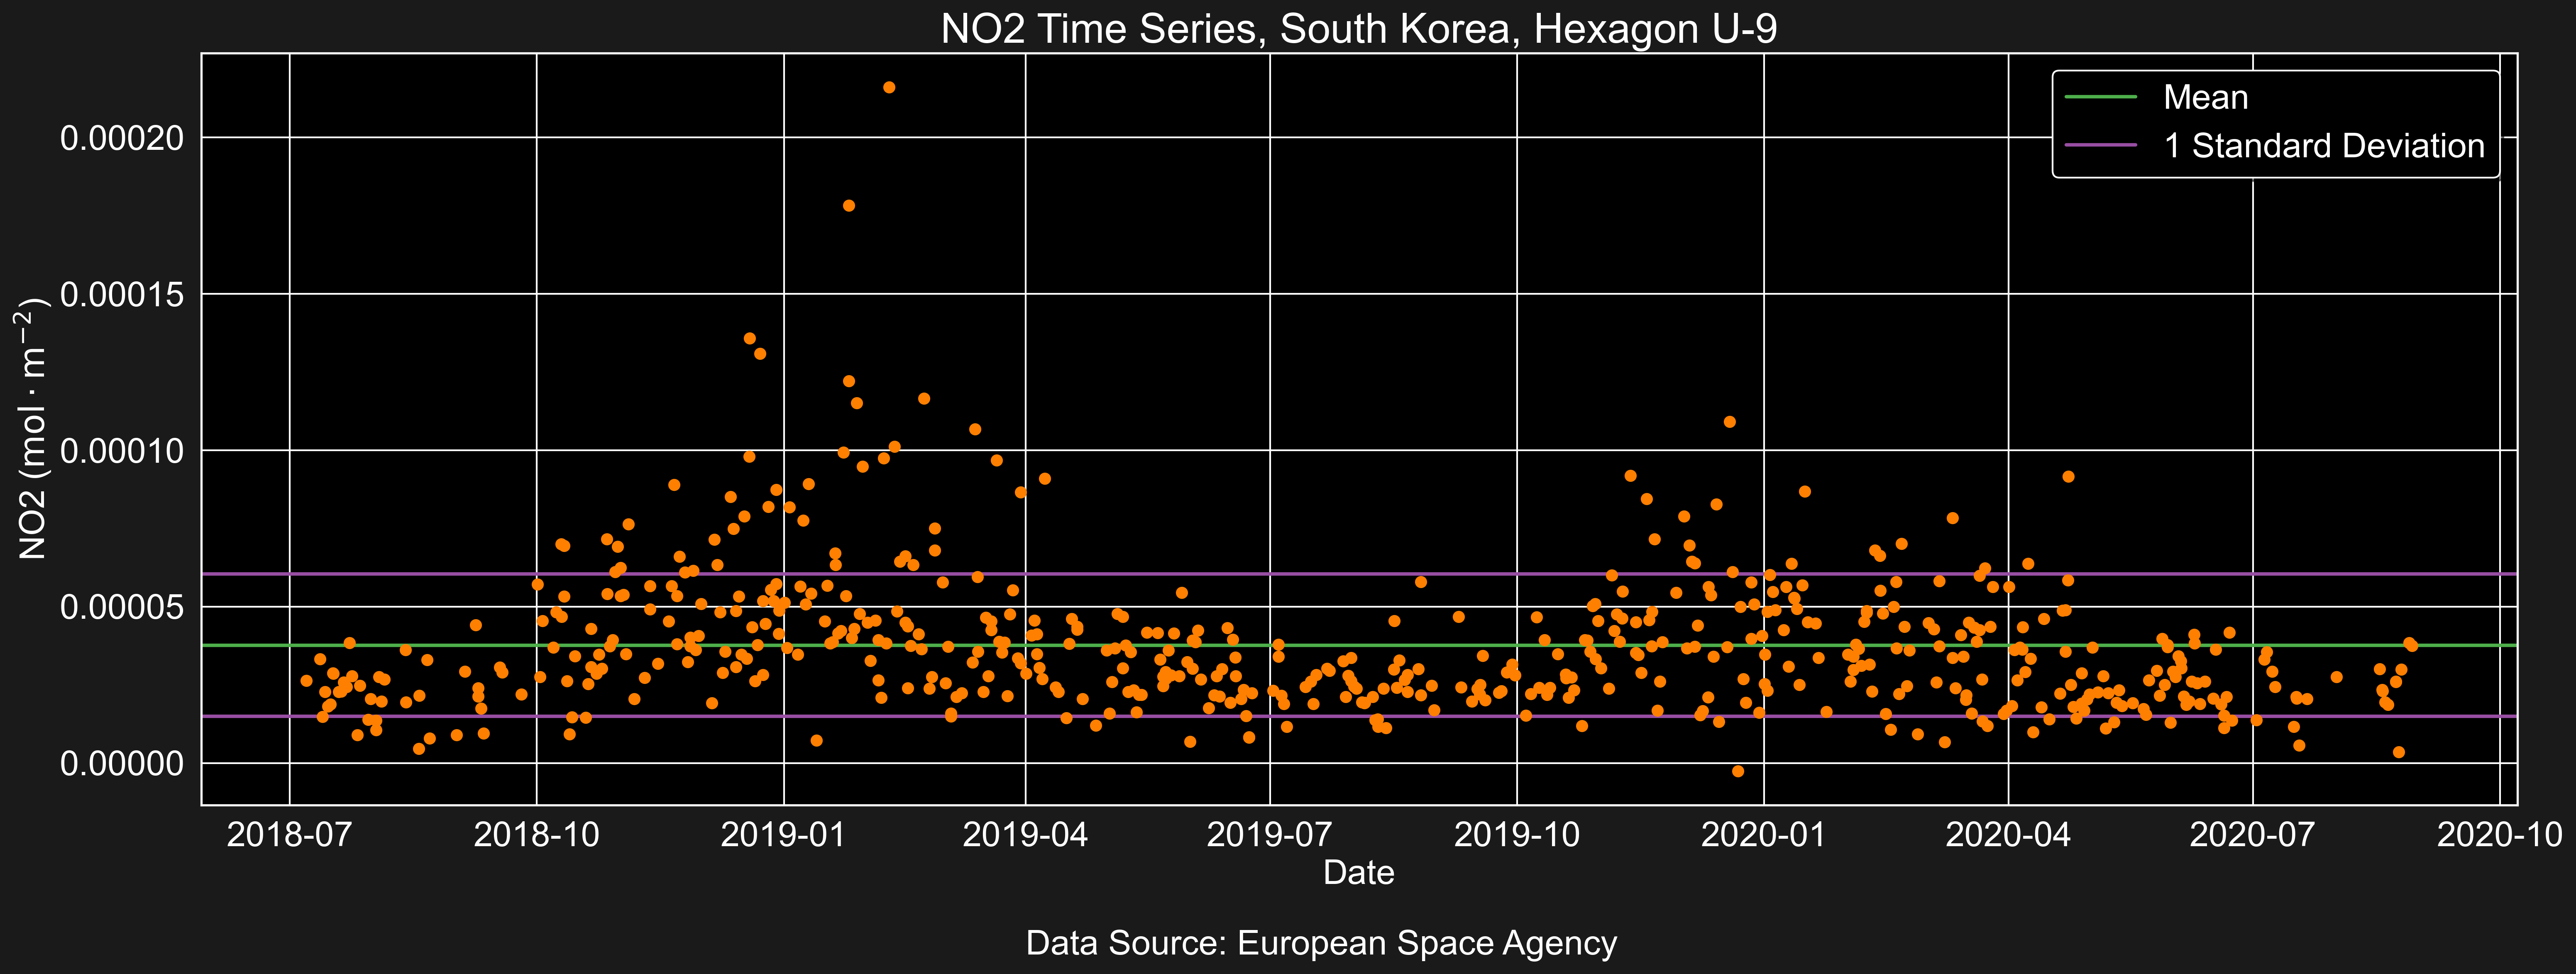 NO2 Time Series, South Korea, Hexagon U-9
Mean
1 Standard Deviation
NO2 (mol · m⁻²)
0.00020
0.00015
0.00010
0.00005
0.00000
2018-07 2018-10 2019-01 2019-04 2019-07 2019-10 2020-01 2020-04 2020-07 2020-10
Date
Data Source: European Space Agency